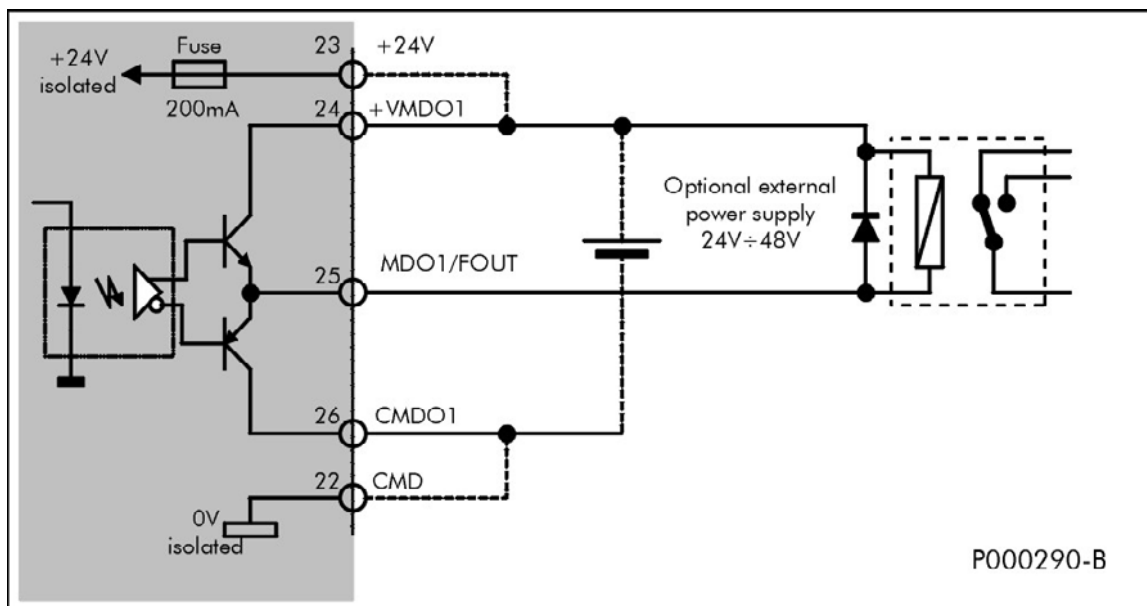 +24V
isolated
Fuse
200mA
23
+24V
24
+VMDO1
Optional external
power supply
24V÷48V
25
MDO1/FOUT
26
CMDO1
22
CMD
0V
isolated
P000290-B